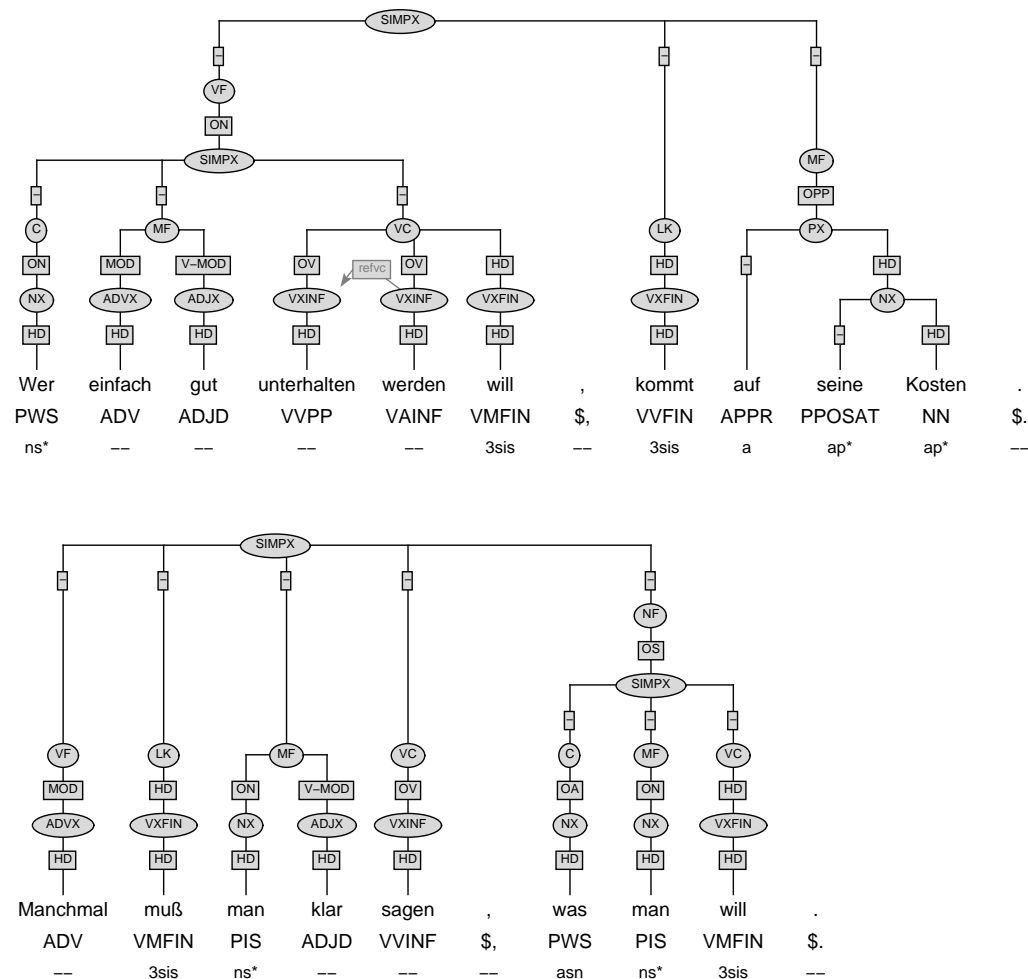 SIMPX
– – –
VF
ON
SIMPX MF
– – – OPP
C MF VC LK PX
ON MOD V–MOD OV refvc OV HD HD – HD
NX ADVX ADJX VXINF VXINF VXFIN VXFIN NX
HD HD HD HD HD HD HD – HD
Wer einfach gut unterhalten werden will , kommt auf seine Kosten .
PWS ADV ADJD VVPP VAINF VMFIN $, VVFIN APPR PPOSAT NN $.
ns* –– –– –– –– 3sis –– 3sis a ap* ap* ––
SIMPX
– – – – –
NF
OS
SIMPX
– – –
VF LK MF VC C MF VC
MOD HD ON V–MOD OV OA ON HD
ADVX VXFIN NX ADJX VXINF NX NX VXFIN
HD HD HD HD HD HD HD HD
Manchmal muß man klar sagen , was man will .
ADV VMFIN PIS ADJD VVINF $, PWS PIS VMFIN $.
–– 3sis ns* –– –– –– asn ns* 3sis ––